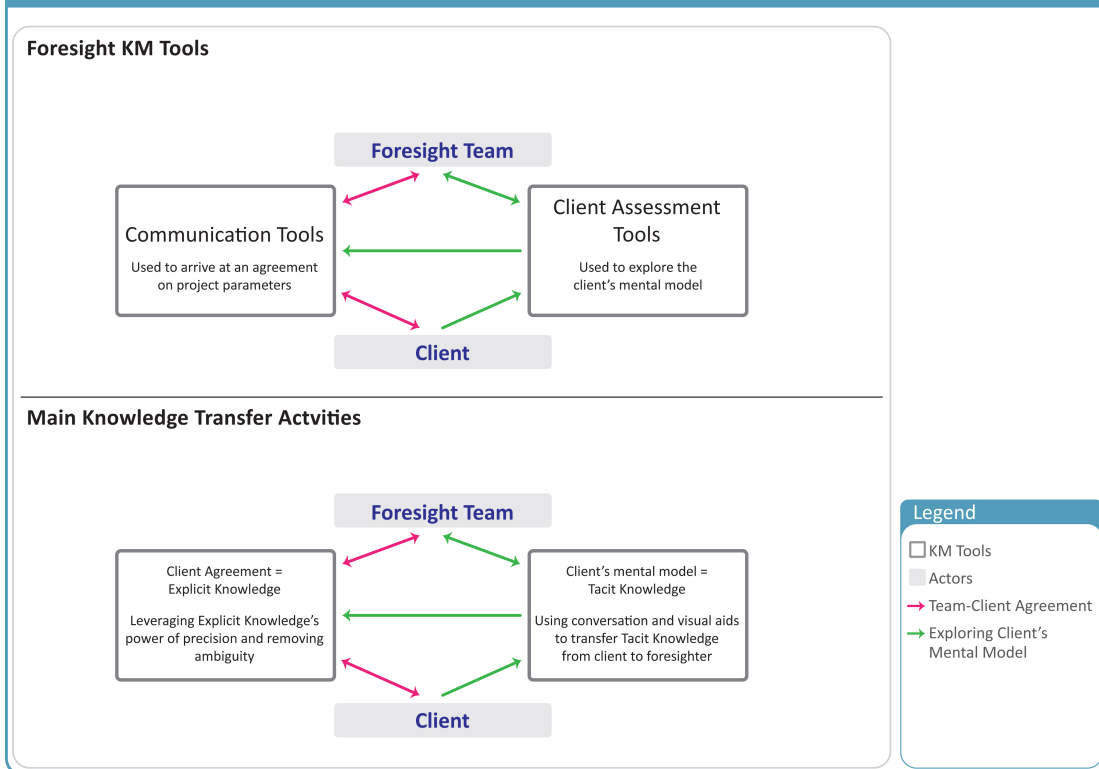 Foresight KM Tools
Foresight Team
Communication Tools
Used to arrive at an agreement
on project parameters
Client Assessment
Tools
Used to explore the
client's mental model
Client
Main Knowledge Transfer Actvities
Foresight Team
Client Agreement =
Explicit Knowledge
Leveraging Explicit Knowledge's
power of precision and removing
ambiguity
Client's mental model =
Tacit Knowledge
Using conversation and visual aids
to transfer Tacit Knowledge
from client to foresighter
Client
Legend
KM Tools
Actors
Team-Client Agreement
Exploring Client's
Mental Model